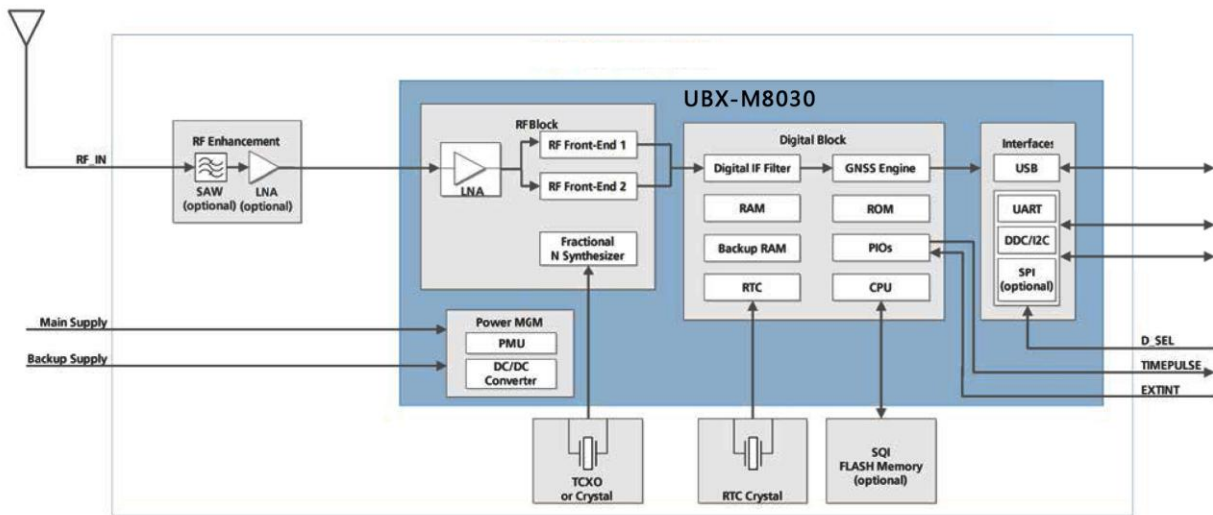 UBX-M8030
RF Enhancement
RF_IN
SAW
(optional)
LNA
(optional)
RFBlock
LNA
RF Front-End 1
RF Front-End 2
Fractional
N Synthesizer
Digital Block
Digital IF Filter
GNSS Engine
RAM
ROM
Backup RAM
PIOs
RTC
CPU
Interfaces
USB
UART
DDC/I2C
SPI
(optional)
Main Supply
Backup Supply
Power MGM
PMU
DC/DC
Converter
D_SEL
TIMEPULSE
EXTINT
TCXO
or Crystal
RTC Crystal
SQI
FLASH Memory
(optional)